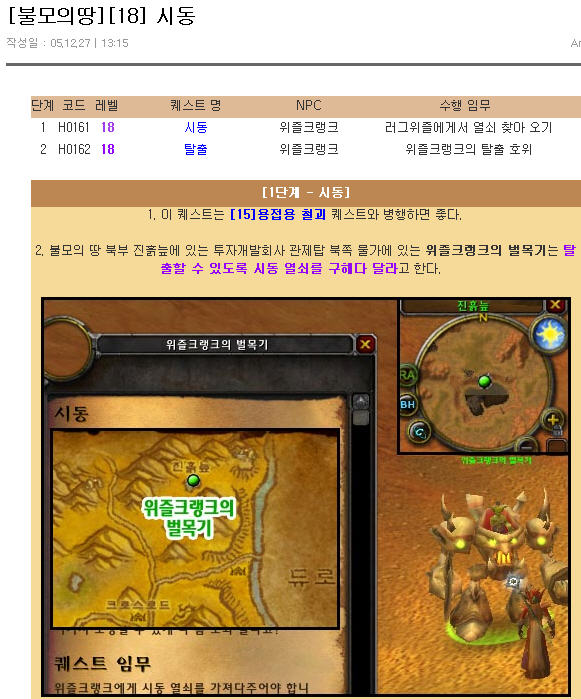 [불모의땅][18] 시동
작성일 : 05,12,27 | 13:15
단계 코드 레벨 퀘스트 명 NPC 수행 임무
1 H0161 18 시동 위즐크랭크 러그위즐에게서 열쇠 찾아 오기
2 H0162 18 탈출 위즐크랭크 위즐크랭크의 탈출 호위
[1단계 - 시동]
1, 이 퀘스트는 [15]용접용 철괴 퀘스트와 병행하면 좋다,
2, 불모의 땅 북부 진흙늪에 있는 투자개발회사 관제탑 북쪽 물가에 있는 위즐크랭크의 벌목기는 탈
출할 수 있도록 시동 열쇠를 구해다 달라고 한다,
위즐크랭크의 벌목기
진흙늪
N
RA
BH
위즐크랭크의 벌목기
시동
진흙늪
위즐크랭크의
벌목기
듀로
크로스로드
퀘스트 임무
위즐크랭크에게 시동 열쇠를 가져다주어야 합니